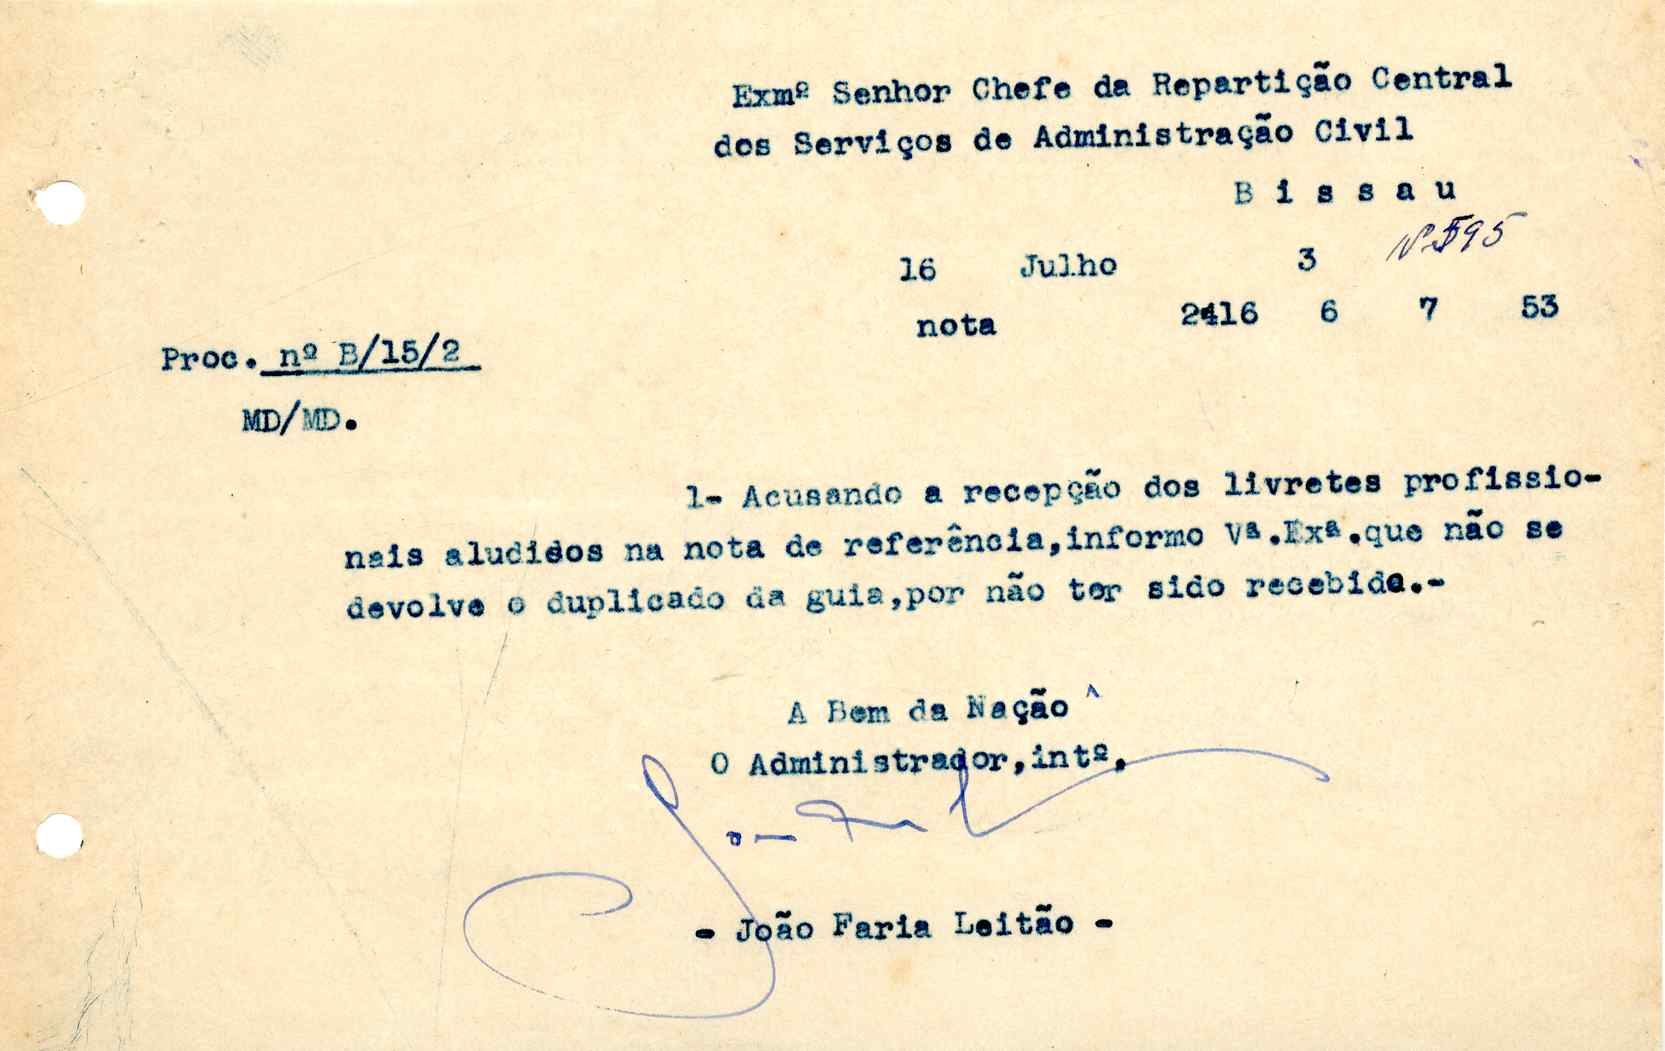 Exmº Senhor Chefe da Repartição Central
dos Serviços de Administração Civil
B i s s a u
16 Julho 3
nota 2416 6 7 53
Proc. nº B/15/2
MD/MD.
1- Acusando a recepção dos livretes profissio-
nais aludidos na nota de referência,informo Vª.Exª.que não se
devolve o duplicado da guia,por não ter sido recebida.-
A Bem da Nação
O Administrador,intº.
- João Faria Leitão -